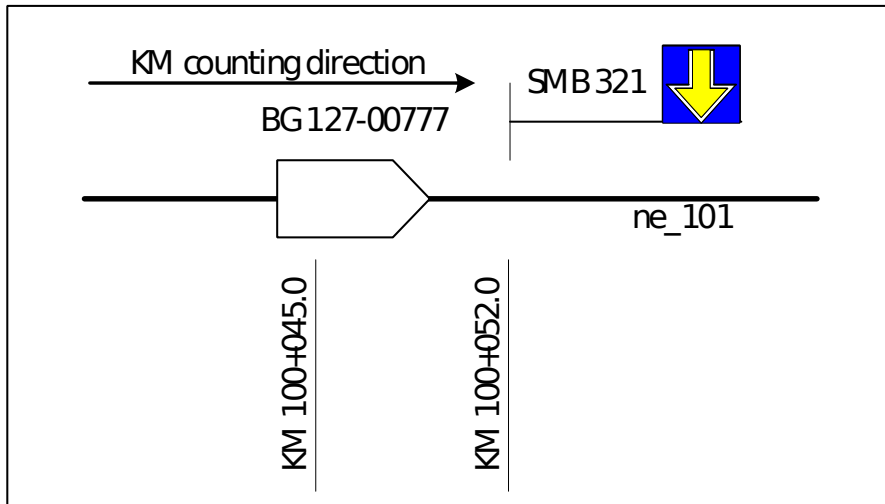 KM counting direction
SMB 321
BG 127-00777
ne_101
KM 100+045.0
KM 100+052.0